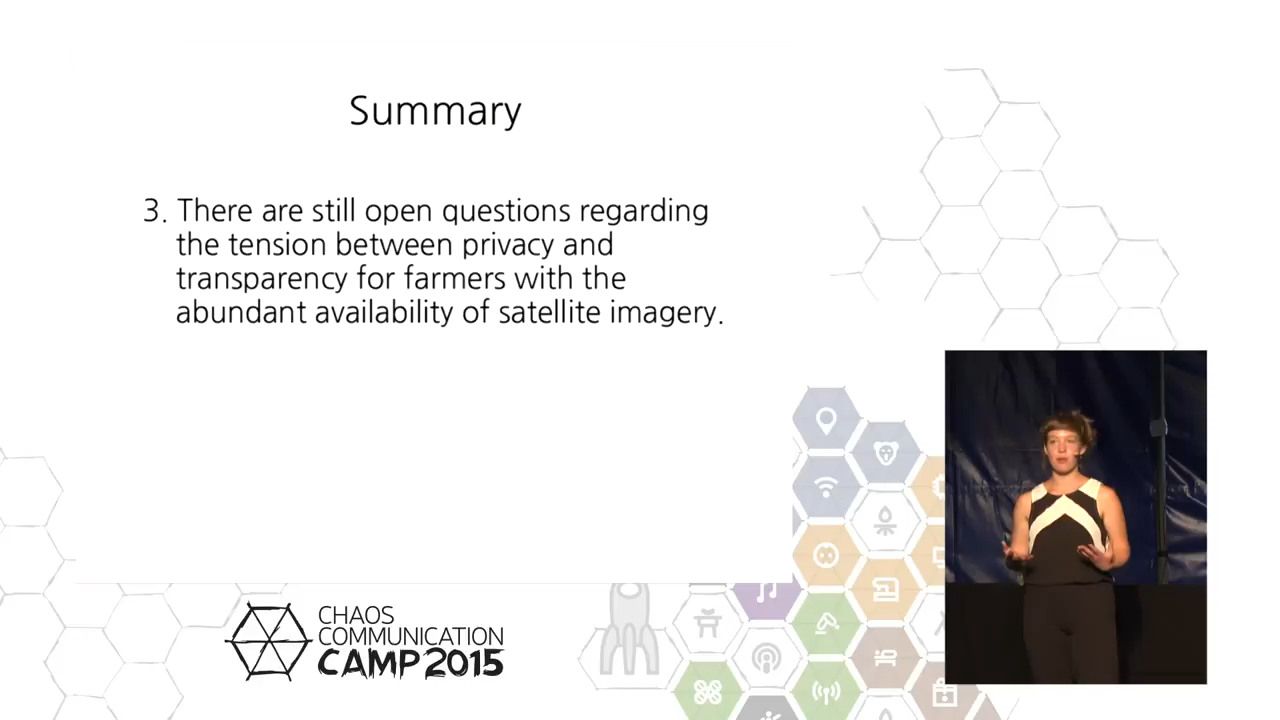 Summary
3. There are still open questions regarding
the tension between privacy and
transparency for farmers with the
abundant availability of satellite imagery.
CHAOS
COMMUNICATION
CAMP 2015